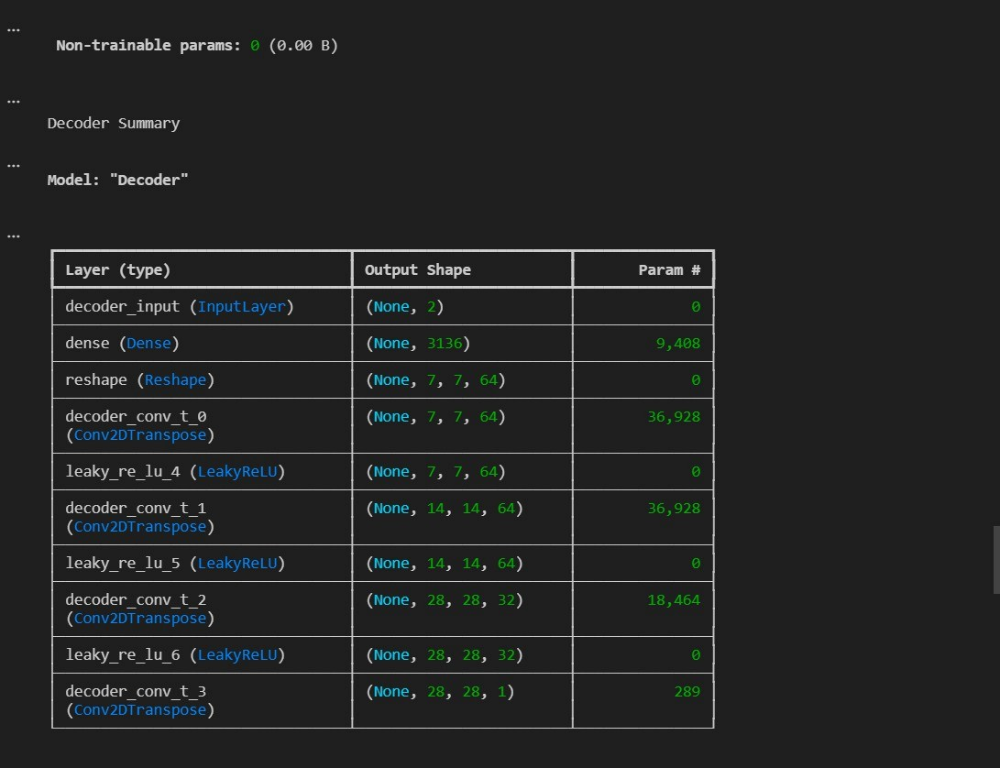 ...
Non-trainable params: 0 (0.00 B)
...
Decoder Summary
...
Model: "Decoder"
...
Layer (type) Output Shape Param #
decoder_input (InputLayer) (None, 2) 0
dense (Dense) (None, 3136) 9,408
reshape (Reshape) (None, 7, 7, 64) 0
decoder_conv_t_0 (None, 7, 7, 64) 36,928
(Conv2DTranspose)
leaky_re_lu_4 (LeakyReLU) (None, 7, 7, 64) 0
decoder_conv_t_1 (None, 14, 14, 64) 36,928
(Conv2DTranspose)
leaky_re_lu_5 (LeakyReLU) (None, 14, 14, 64) 0
decoder_conv_t_2 (None, 28, 28, 32) 18,464
(Conv2DTranspose)
leaky_re_lu_6 (LeakyReLU) (None, 28, 28, 32) 0
decoder_conv_t_3 (None, 28, 28, 1) 289
(Conv2DTranspose)